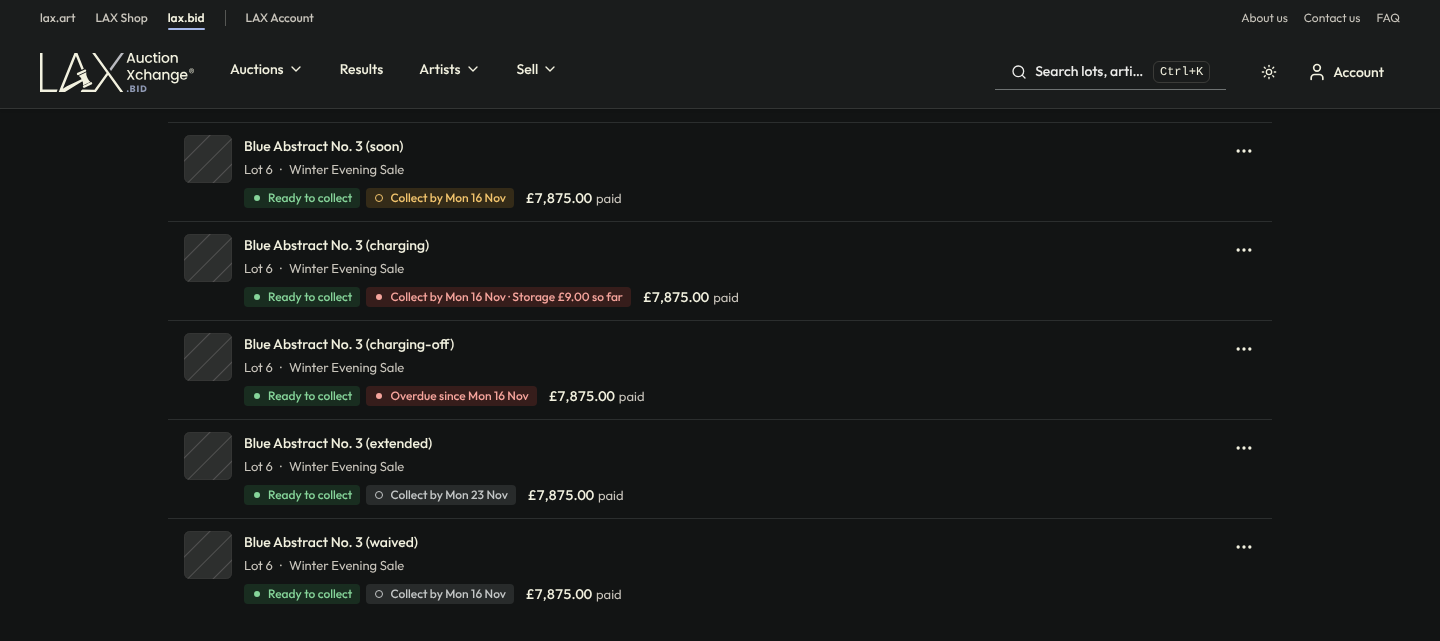 lax.art LAX Shop lax.bid LAX Account About us Contact us FAQ
LAX Auction Xchange® .BID
Auctions Results Artists Sell Search lots, arti... Ctrl+K Account
Blue Abstract No. 3 (soon)
Lot 6 · Winter Evening Sale
Ready to collect Collect by Mon 16 Nov £7,875.00 paid
Blue Abstract No. 3 (charging)
Lot 6 · Winter Evening Sale
Ready to collect Collect by Mon 16 Nov · Storage £9.00 so far £7,875.00 paid
Blue Abstract No. 3 (charging-off)
Lot 6 · Winter Evening Sale
Ready to collect Overdue since Mon 16 Nov £7,875.00 paid
Blue Abstract No. 3 (extended)
Lot 6 · Winter Evening Sale
Ready to collect Collect by Mon 23 Nov £7,875.00 paid
Blue Abstract No. 3 (waived)
Lot 6 · Winter Evening Sale
Ready to collect Collect by Mon 16 Nov £7,875.00 paid